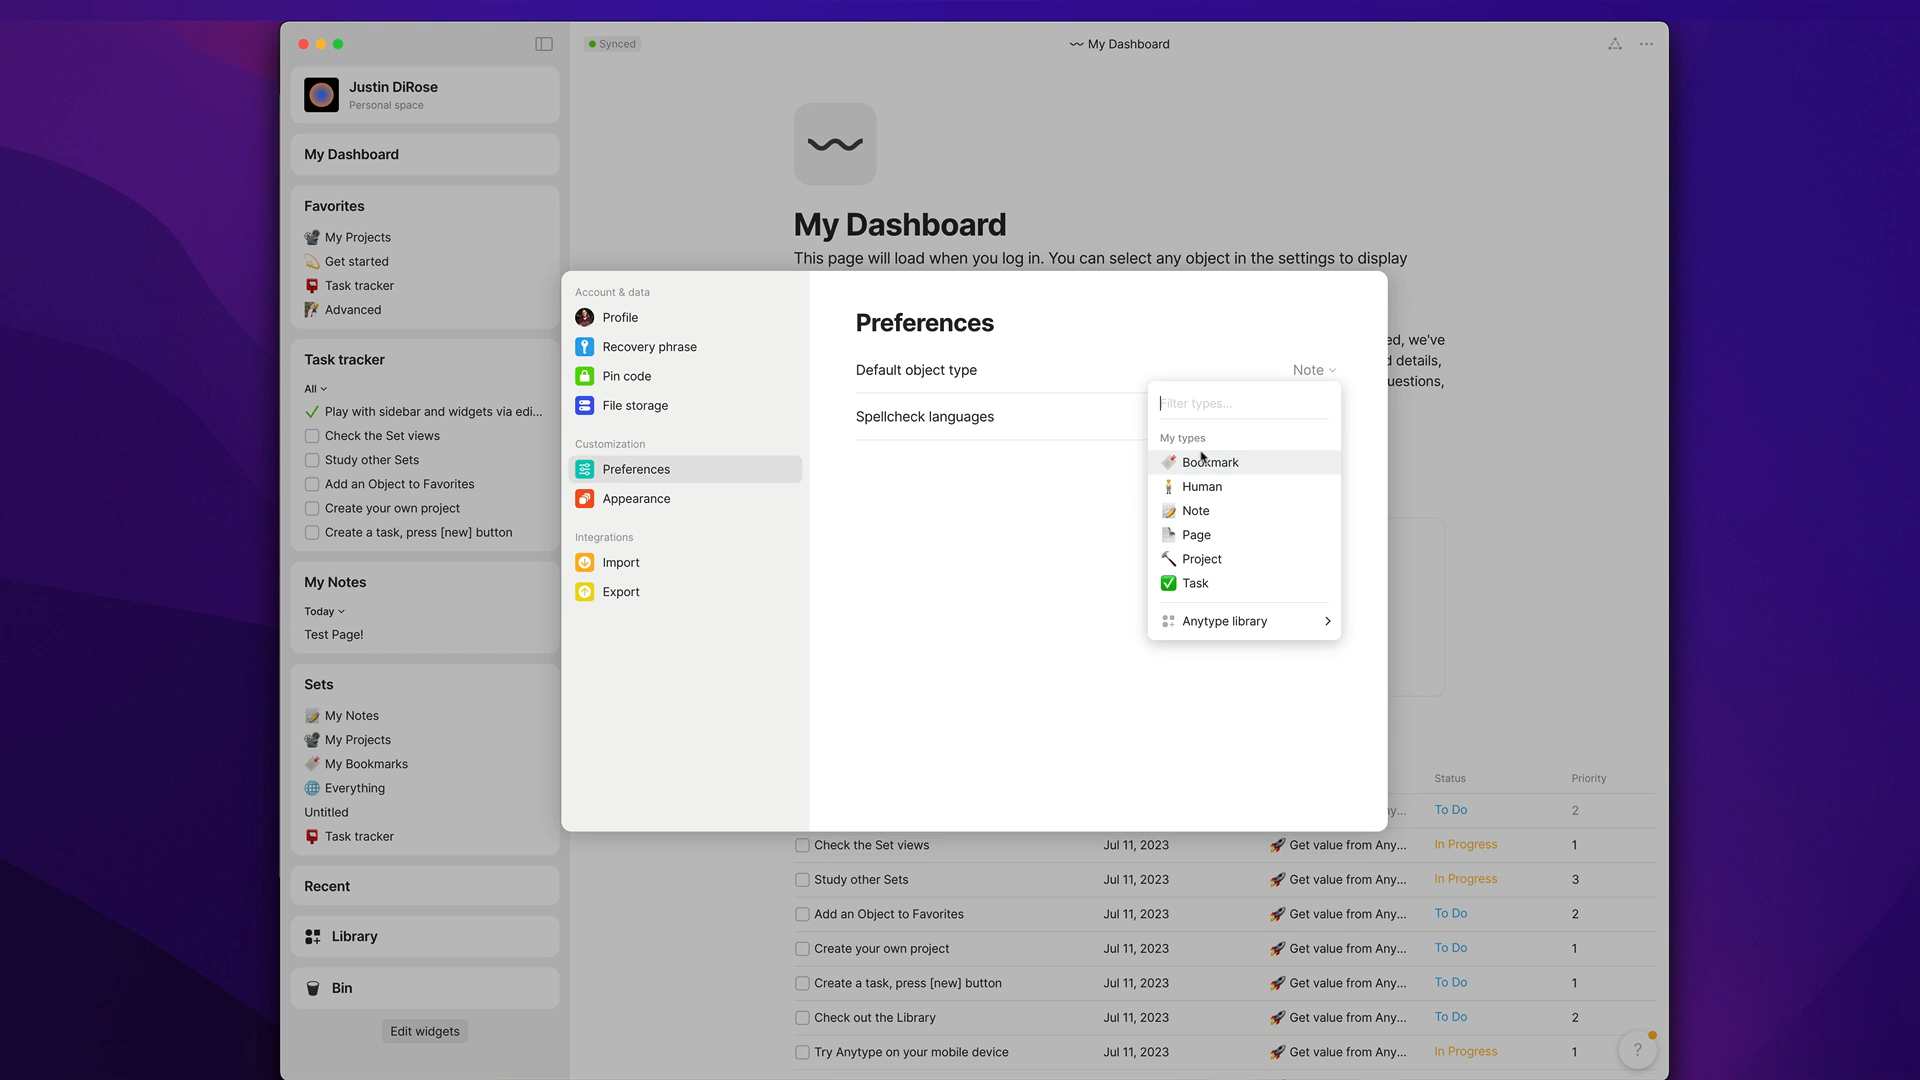 Justin DiRose
Personal space
My Dashboard
Favorites
My Projects
Get started
Task tracker
Advanced
Task tracker
All
Play with sidebar and widgets via edi...
Check the Set views
Study other Sets
Add an Object to Favorites
Create your own project
Create a task, press [new] button
My Notes
Today
Test Page!
Sets
My Notes
My Projects
My Bookmarks
Everything
Untitled
Task tracker
Recent
Library
Bin
Edit widgets
Synced
My Dashboard
My Dashboard
This page will load when you log in. You can select any object in the settings to display
ed, we've
details,
uestions,
Account & data
Profile
Recovery phrase
Pin code
File storage
Customization
Preferences
Appearance
Integrations
Import
Export
Preferences
Default object type Note
Spellcheck languages
Filter types...
My types
Bookmark
Human
Note
Page
Project
Task
Anytype library
Status Priority
y... To Do 2
Check the Set views Jul 11, 2023 Get value from Any... In Progress 1
Study other Sets Jul 11, 2023 Get value from Any... In Progress 3
Add an Object to Favorites Jul 11, 2023 Get value from Any... To Do 2
Create your own project Jul 11, 2023 Get value from Any... To Do 1
Create a task, press [new] button Jul 11, 2023 Get value from Any... To Do 1
Check out the Library Jul 11, 2023 Get value from Any... To Do 2
Try Anytype on your mobile device Jul 11, 2023 Get value from Any... In Progress 1
?